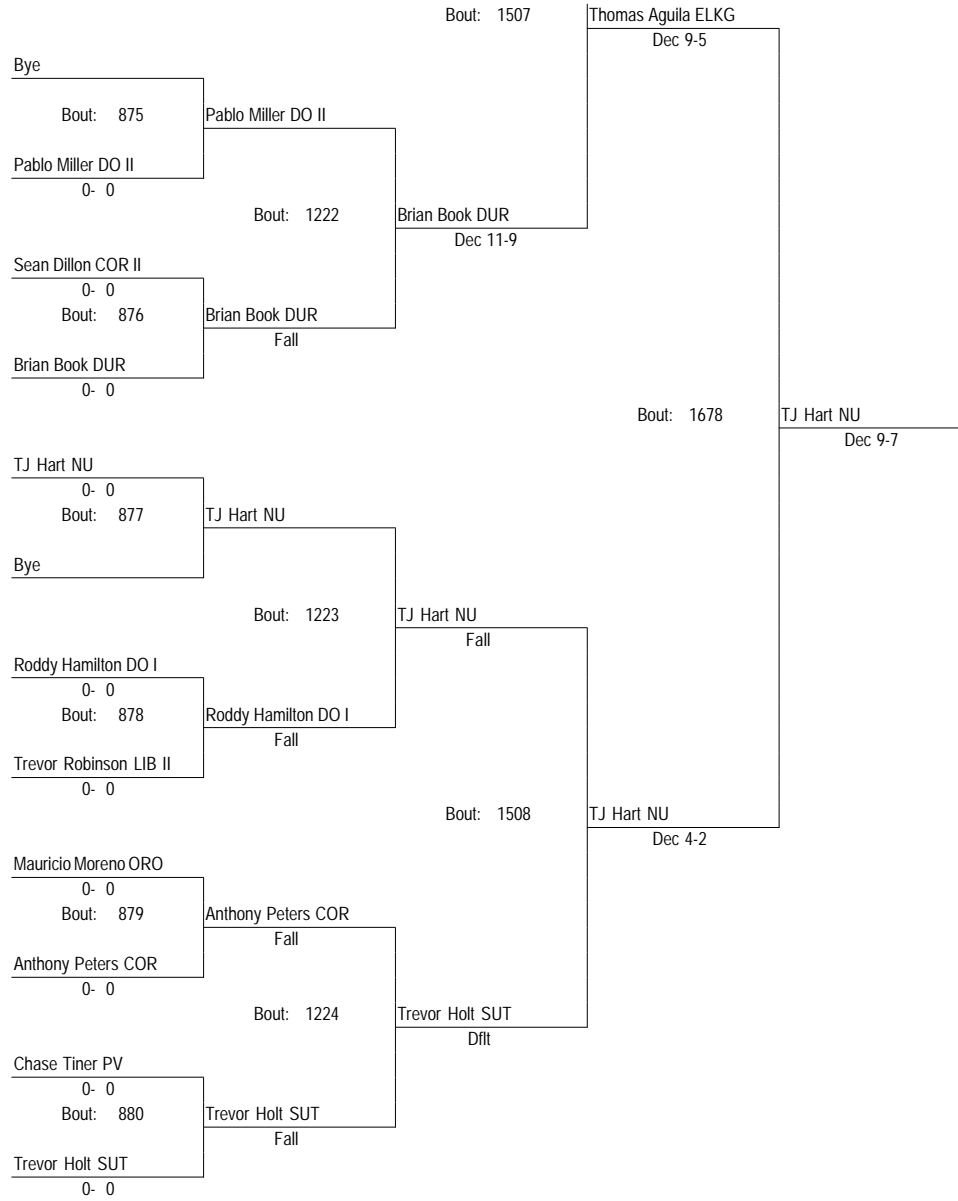 Bout: 1507 Thomas Aguila ELKG
Dec 9-5
Bye
Bout: 875 Pablo Miller DO II
Pablo Miller DO II
0- 0
Bout: 1222 Brian Book DUR
Dec 11-9
Sean Dillon COR II
0- 0
Bout: 876 Brian Book DUR
Fall
Brian Book DUR
0- 0
Bout: 1678 TJ Hart NU
Dec 9-7
TJ Hart NU
0- 0
Bout: 877 TJ Hart NU
Bye
Bout: 1223 TJ Hart NU
Fall
Roddy Hamilton DO I
0- 0
Bout: 878 Roddy Hamilton DO I
Fall
Trevor Robinson LIB II
0- 0
Bout: 1508 TJ Hart NU
Dec 4-2
Mauricio Moreno ORO
0- 0
Bout: 879 Anthony Peters COR
Fall
Anthony Peters COR
0- 0
Bout: 1224 Trevor Holt SUT
Dflt
Chase Tiner PV
0- 0
Bout: 880 Trevor Holt SUT
Fall
Trevor Holt SUT
0- 0